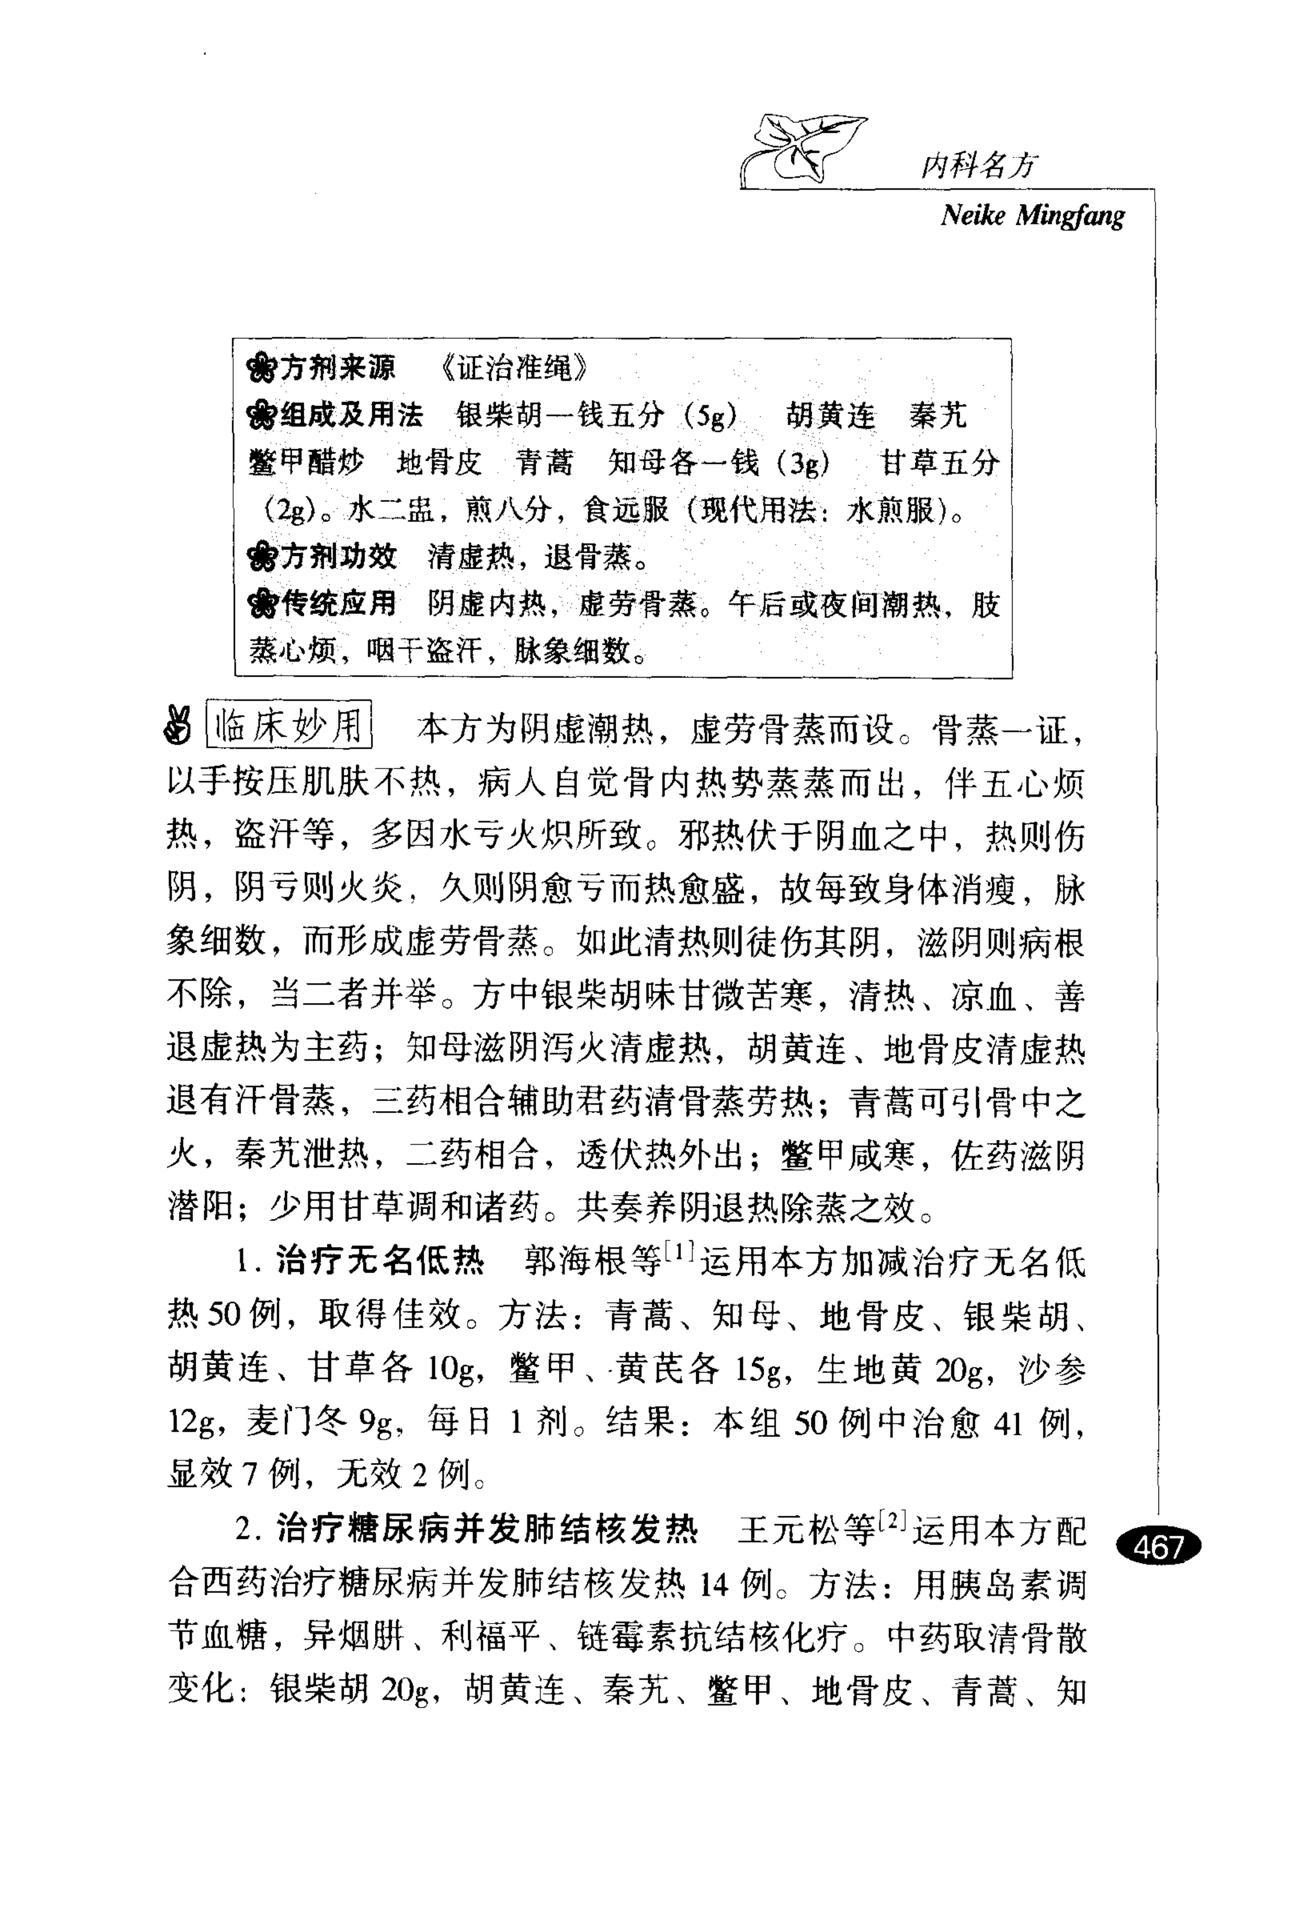 内科名方
Neike Mingfang
方剂来源 《证治准绳》
组成及用法 银柴胡一钱五分(5g) 胡黄连 秦艽
鳖甲醋炒 地骨皮 青蒿 知母各一钱(3g) 甘草五分
(2g)。水二盅，煎八分，食远服(现代用法：水煎服)。
方剂功效 清虚热，退骨蒸。
传统应用 阴虚内热，虚劳骨蒸。午后或夜间潮热，肢
蒸心烦，咽干盗汗，脉象细数。
临床妙用 本方为阴虚潮热，虚劳骨蒸而设。骨蒸一证，
以手按压肌肤不热，病人自觉骨内热势蒸蒸而出，伴五心烦
热，盗汗等，多因水亏火炽所致。邪热伏于阴血之中，热则伤
阴，阴亏则火炎，久则阴愈亏而热愈盛，故每致身体消瘦，脉
象细数，而形成虚劳骨蒸。如此清热则徒伤其阴，滋阴则病根
不除，当二者并举。方中银柴胡味甘微苦寒，清热、凉血、善
退虚热为主药；知母滋阴泻火清虚热，胡黄连、地骨皮清虚热
退有汗骨蒸，三药相合辅助君药清骨蒸劳热；青蒿可引骨中之
火，秦艽泄热，二药相合，透伏热外出；鳖甲咸寒，佐药滋阴
潜阳；少用甘草调和诸药。共奏养阴退热除蒸之效。
1. 治疗无名低热 郭海根等[1]运用本方加减治疗无名低
热50例，取得佳效。方法：青蒿、知母、地骨皮、银柴胡、
胡黄连、甘草各 10g，鳖甲、黄芪各 15g，生地黄 20g，沙参
12g，麦门冬 9g，每日 1 剂。结果：本组 50 例中治愈 41 例，
显效 7 例，无效 2 例。
2. 治疗糖尿病并发肺结核发热 王元松等[2]运用本方配
合西药治疗糖尿病并发肺结核发热 14 例。方法：用胰岛素调
节血糖，异烟肼、利福平、链霉素抗结核化疗。中药取清骨散
变化：银柴胡 20g，胡黄连、秦艽、鳖甲、地骨皮、青蒿、知
467